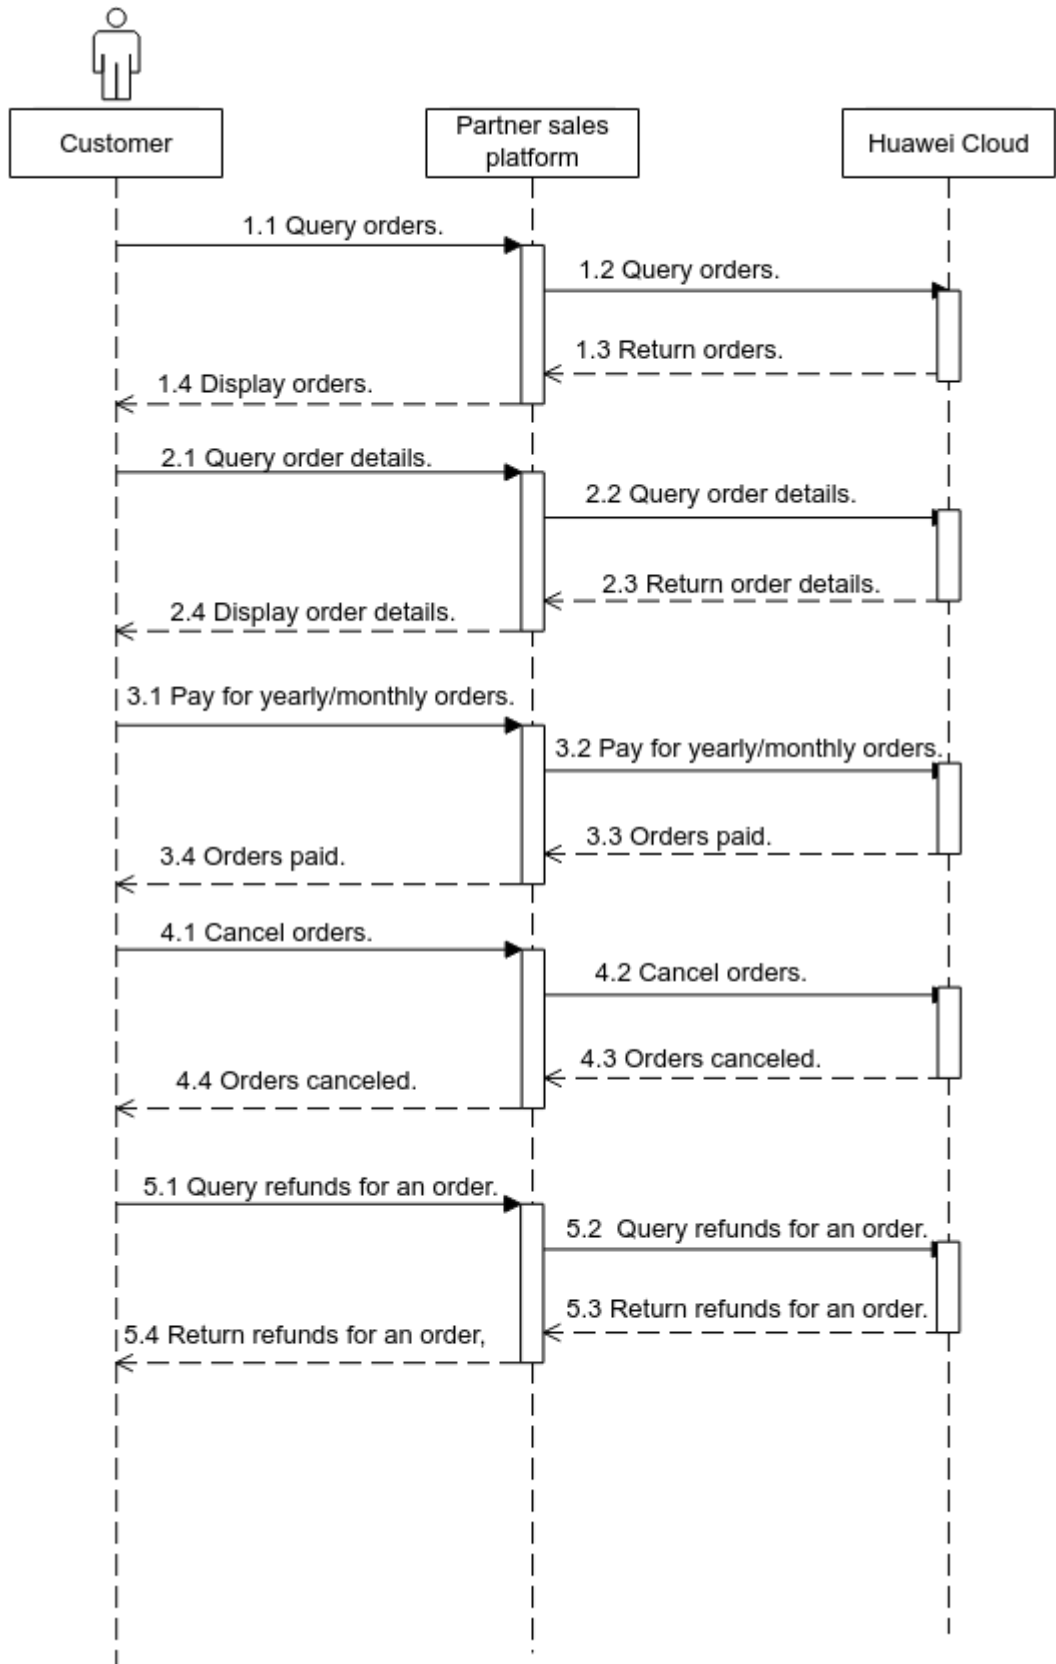 Customer
Partner sales
platform
Huawei Cloud
1.1 Query orders.
1.2 Query orders.
1.3 Return orders.
1.4 Display orders.
2.1 Query order details.
2.2 Query order details.
2.3 Return order details.
2.4 Display order details.
3.1 Pay for yearly/monthly orders.
3.2 Pay for yearly/monthly orders.
3.3 Orders paid.
3.4 Orders paid.
4.1 Cancel orders.
4.2 Cancel orders.
4.3 Orders canceled.
4.4 Orders canceled.
5.1 Query refunds for an order.
5.2  Query refunds for an order.
5.3 Return refunds for an order.
5.4 Return refunds for an order,